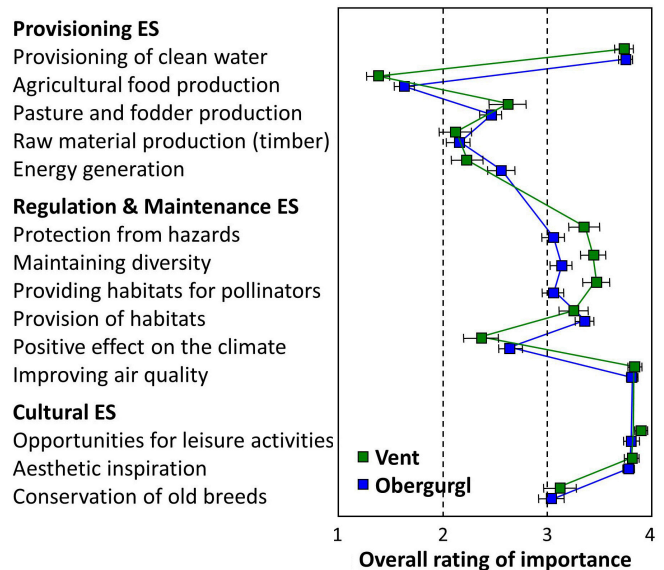 Provisioning ES
Provisioning of clean water
Agricultural food production
Pasture and fodder production
Raw material production (timber)
Energy generation
Regulation & Maintenance ES
Protection from hazards
Maintaining diversity
Providing habitats for pollinators
Provision of habitats
Positive effect on the climate
Improving air quality
Cultural ES
Opportunities for leisure activities
Aesthetic inspiration
Conservation of old breeds
Vent
Obergurgl
1 2 3 4
Overall rating of importance